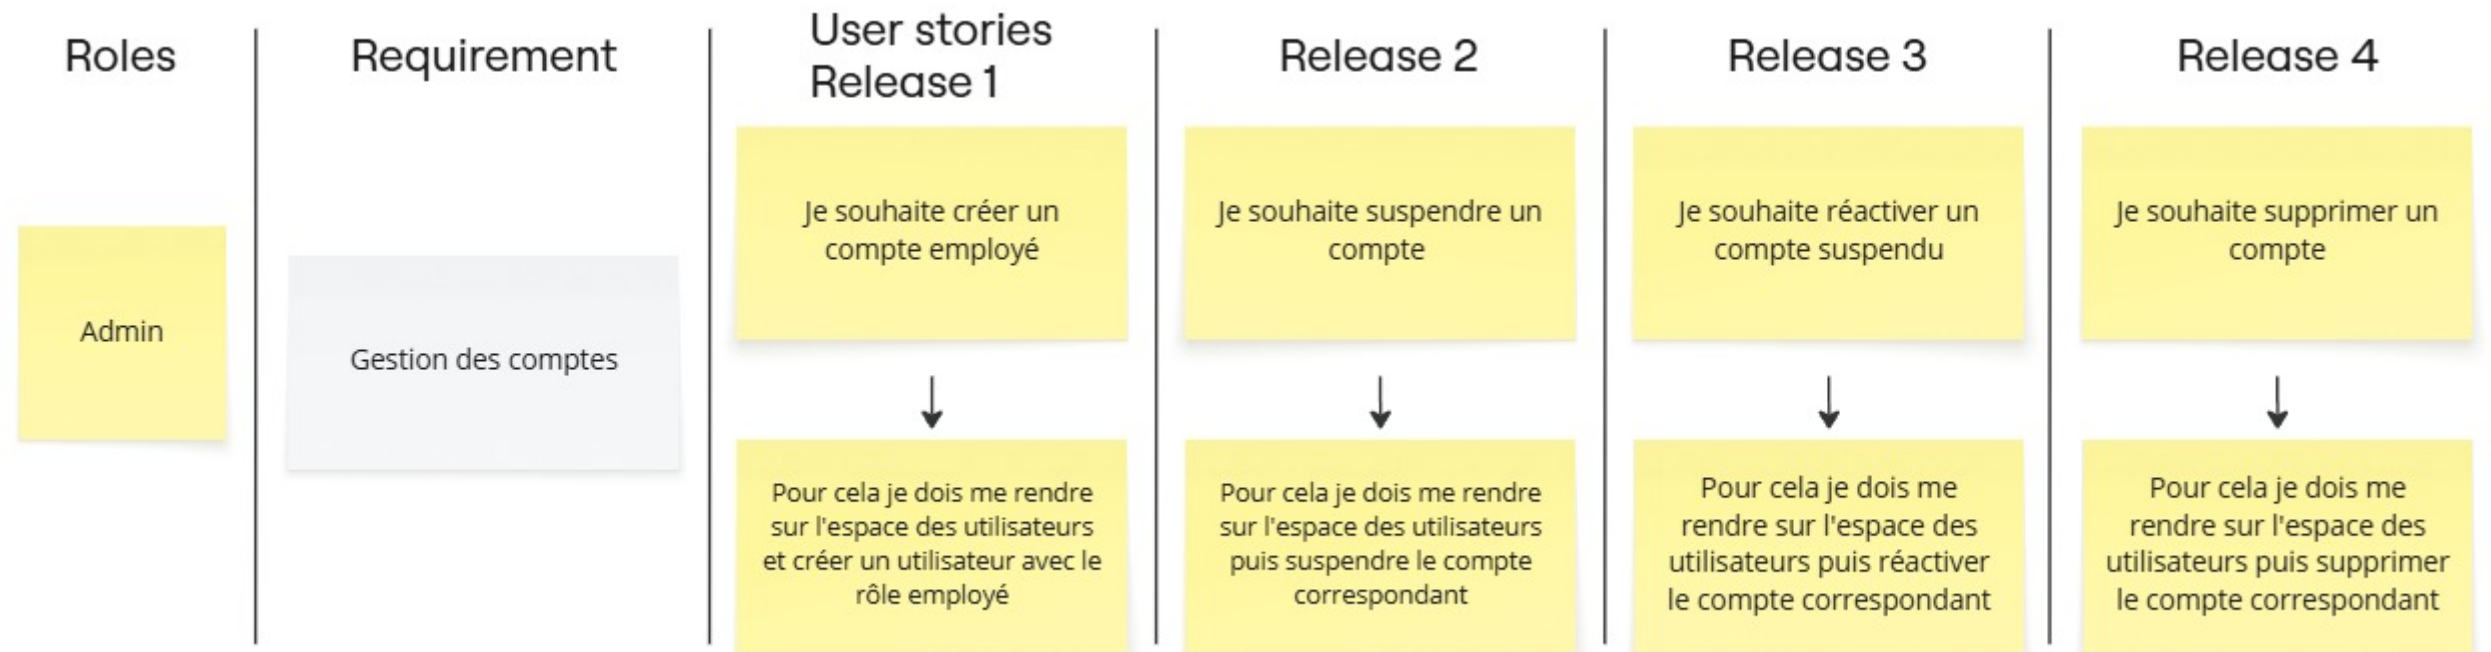 Roles
Requirement
User stories
Release 1
Release 2
Release 3
Release 4
Admin
Gestion des comptes
Je souhaite créer un
compte employé
Pour cela je dois me rendre
sur l'espace des utilisateurs
et créer un utilisateur avec le
rôle employé
Je souhaite suspendre un
compte
Pour cela je dois me rendre
sur l'espace des utilisateurs
puis suspendre le compte
correspondant
Je souhaite réactiver un
compte suspendu
Pour cela je dois me
rendre sur l'espace des
utilisateurs puis réactiver
le compte correspondant
Je souhaite supprimer un
compte
Pour cela je dois me
rendre sur l'espace des
utilisateurs puis supprimer
le compte correspondant